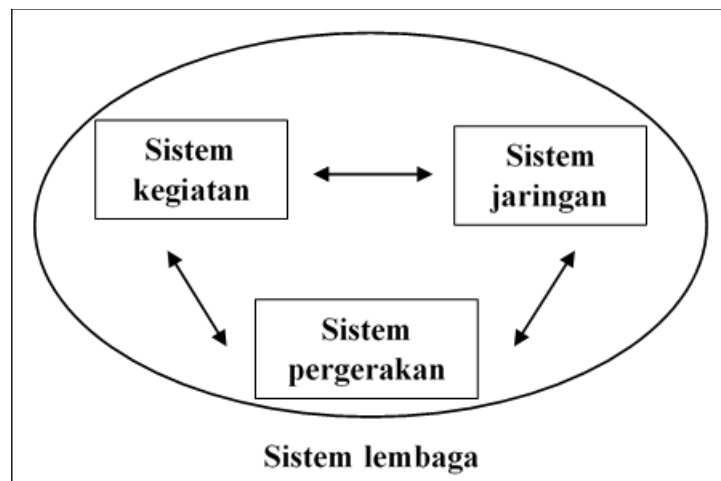 Sistem
kegiatan
Sistem
jaringan
Sistem
pergerakan
Sistem lembaga